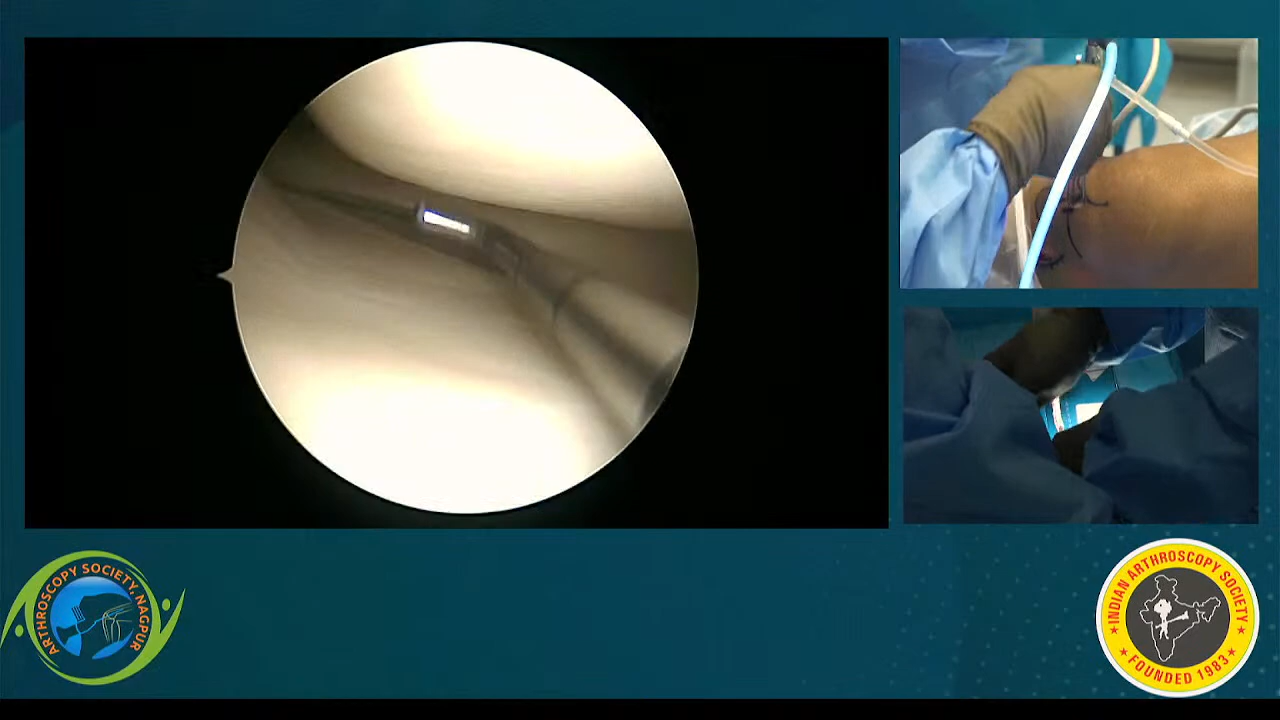 ARTHROSCOPY SOCIETY, NAGPUR
INDIAN ARTHROSCOPY SOCIETY
★ FOUNDED 1983 ★